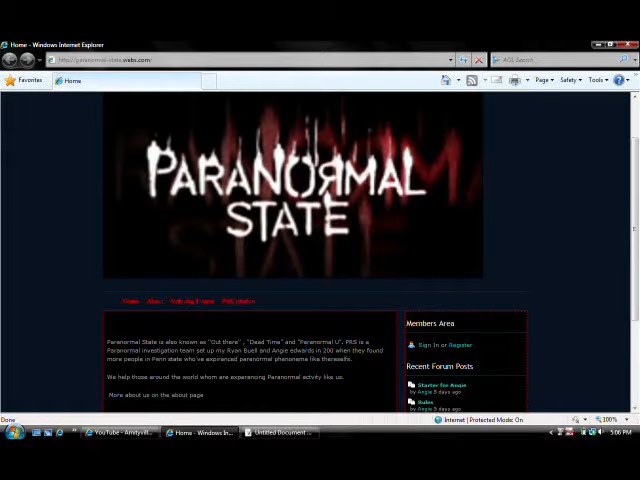 Home - Windows Internet Explorer
http://paranormal-state.webs.com/
AOL Search
Favorites
Home
Page
Safety
Tools
PARANORMAL
STATE
Home
About
PRS
Paranormal State is also known as "Out there" , "Dead Time" and "Paranormal U". PRS is a
Paranormal investigation team set up my Ryan Buell and Angie edwards in 200 when they found
more people in Penn state who've expirenced paranormal phenomena like
We help those around the world whom are experancing Paranormal activity like us.
More about us on the about page
Members Area
Sign In or Register
Recent Forum Posts
Starter for Angie
by Angie 5 days ago
Rules
by Angie 5 days ago
Done
Internet | Protected Mode: On
100%
YouTube - Amityvill...
Home - Windows In...
Untitled Document ...
5:06 PM